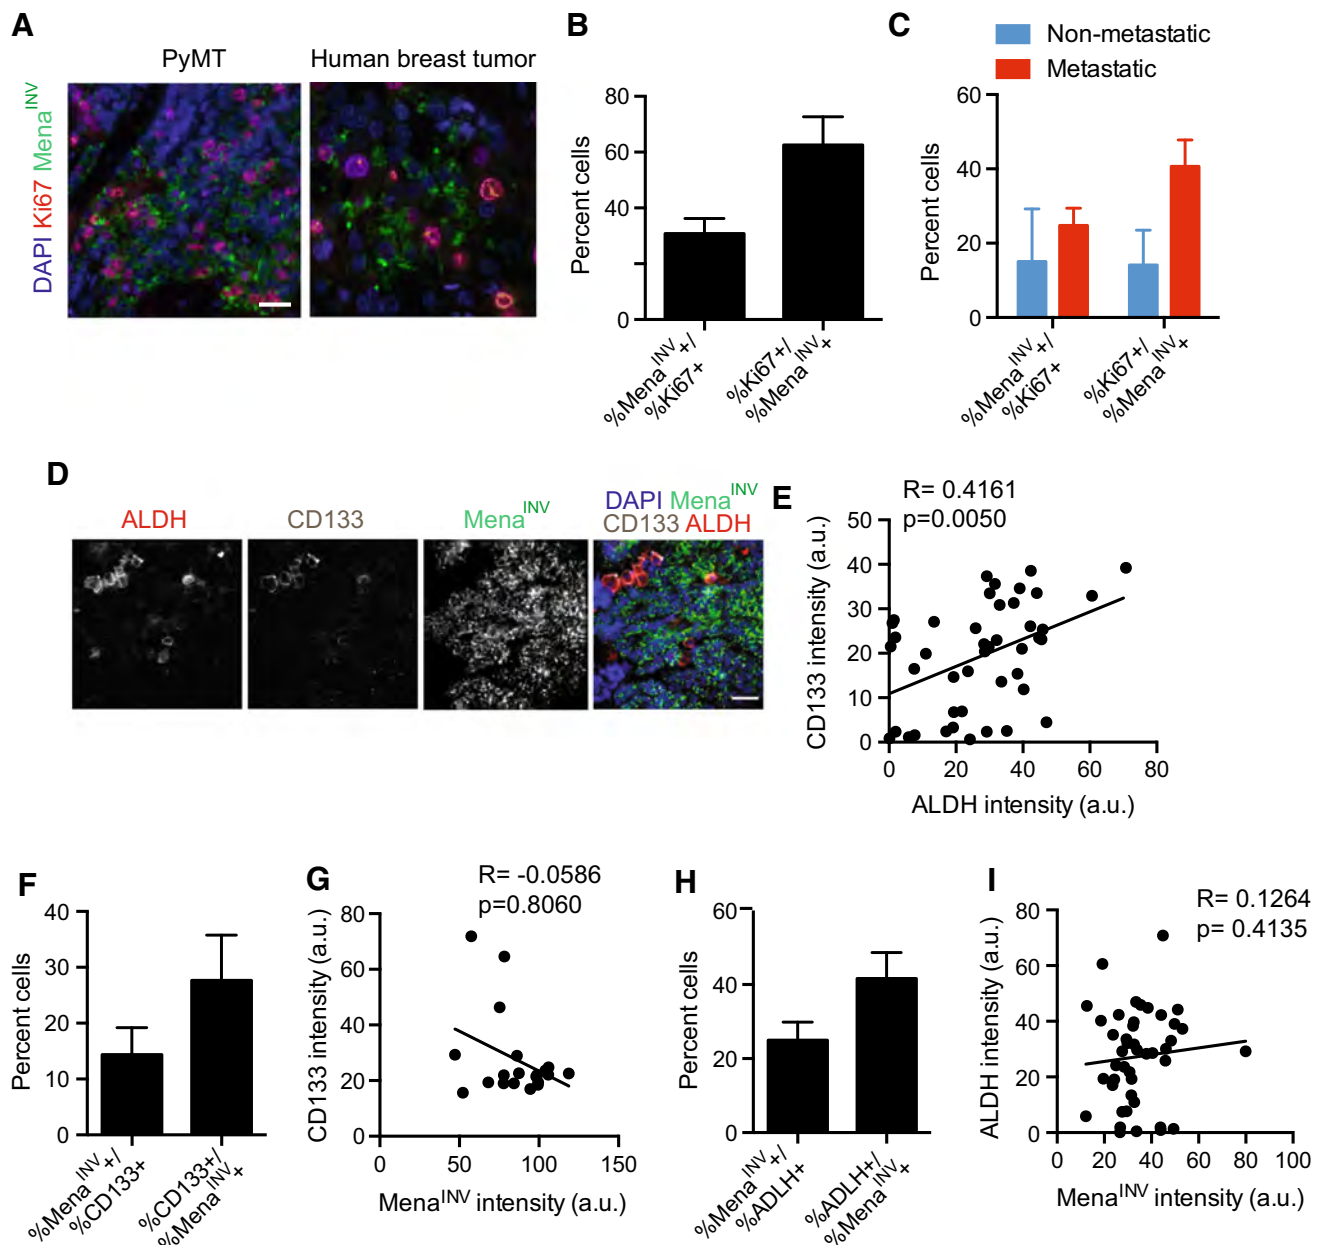 A
PyMT
Human breast tumor
DAPI Ki67 Mena^INV
B
Percent cells
80
60
40
0
%Mena^INV+/
%Ki67+
%Ki67+/
%Mena^INV+
C
Non-metastatic
Metastatic
Percent cells
60
40
20
0
%Mena^INV+/
%Ki67+
%Ki67+/
%Mena^INV+
D
ALDH
CD133
Mena^INV
DAPI Mena^INV
CD133 ALDH
E
R= 0.4161
p=0.0050
CD133 intensity (a.u.)
50
40
30
20
10
0
0 20 40 60 80
ALDH intensity (a.u.)
F
Percent cells
40
30
20
10
0
%Mena^INV+/
%CD133+
%CD133+/
%Mena^INV+
G
R= -0.0586
p=0.8060
CD133 intensity (a.u.)
80
60
40
20
0
0 50 100 150
Mena^INV intensity (a.u.)
H
Percent cells
60
40
20
0
%Mena^INV+/
%ADLH+
%ADLH+/
%Mena^INV+
I
R= 0.1264
p= 0.4135
ALDH intensity (a.u.)
80
60
40
20
0
0 20 40 60 80 100
Mena^INV intensity (a.u.)